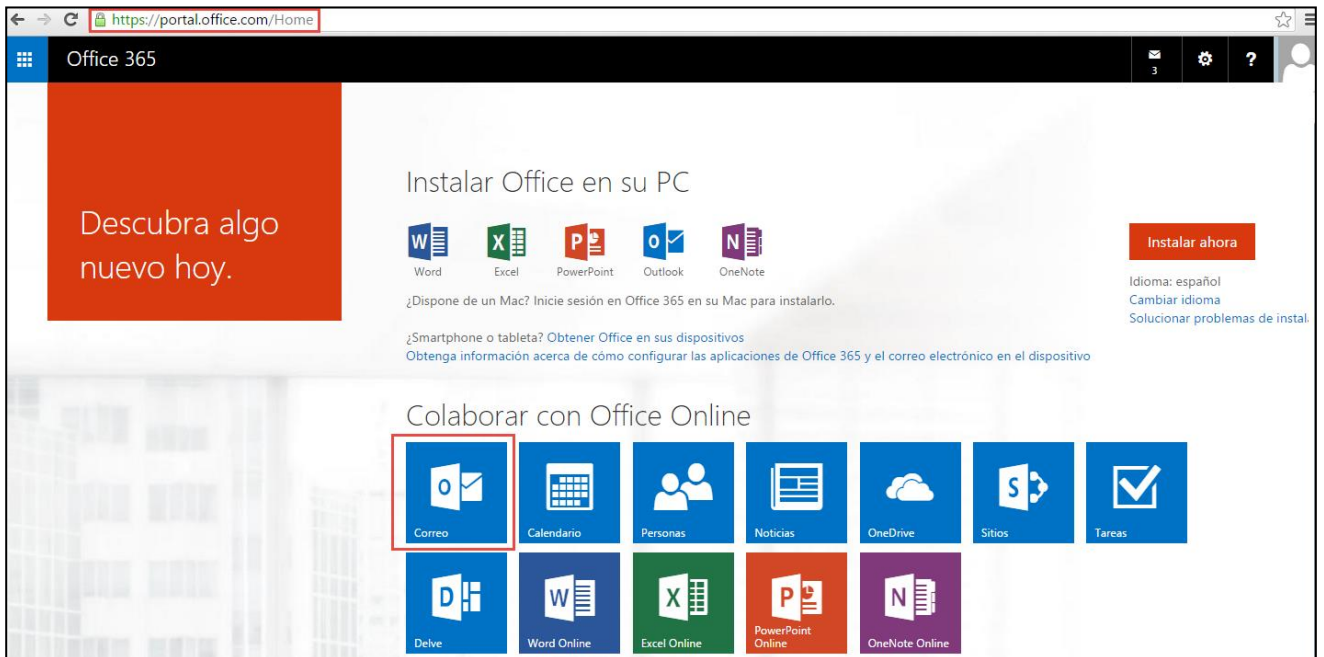 https://portal.office.com/Home
Office 365
3
?
Descubra algo
nuevo hoy.
Instalar Office en su PC
Word Excel PowerPoint Outlook OneNote
¿Dispone de un Mac? Inicie sesión en Office 365 en su Mac para instalarlo.
¿Smartphone o tableta? Obtener Office en sus dispositivos
Obtenga información acerca de cómo configurar las aplicaciones de Office 365 y el correo electrónico en el dispositivo
Instalar ahora
Idioma: español
Cambiar idioma
Solucionar problemas de instal
Colaborar con Office Online
Correo Calendario Personas Noticias OneDrive Sitios Tareas
Delve Word Online Excel Online PowerPoint Online OneNote Online